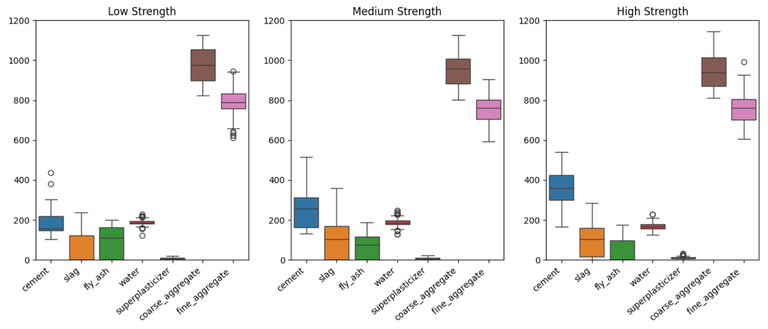 Low Strength
1200
1000
800
600
400
200
0
cement
slag
fly_ash
water
superplasticizer
coarse_aggregate
fine_aggregate
Medium Strength
1200
1000
800
600
400
200
0
cement
slag
fly_ash
water
superplasticizer
coarse_aggregate
fine_aggregate
High Strength
1200
1000
800
600
400
200
0
cement
slag
fly_ash
water
superplasticizer
coarse_aggregate
fine_aggregate